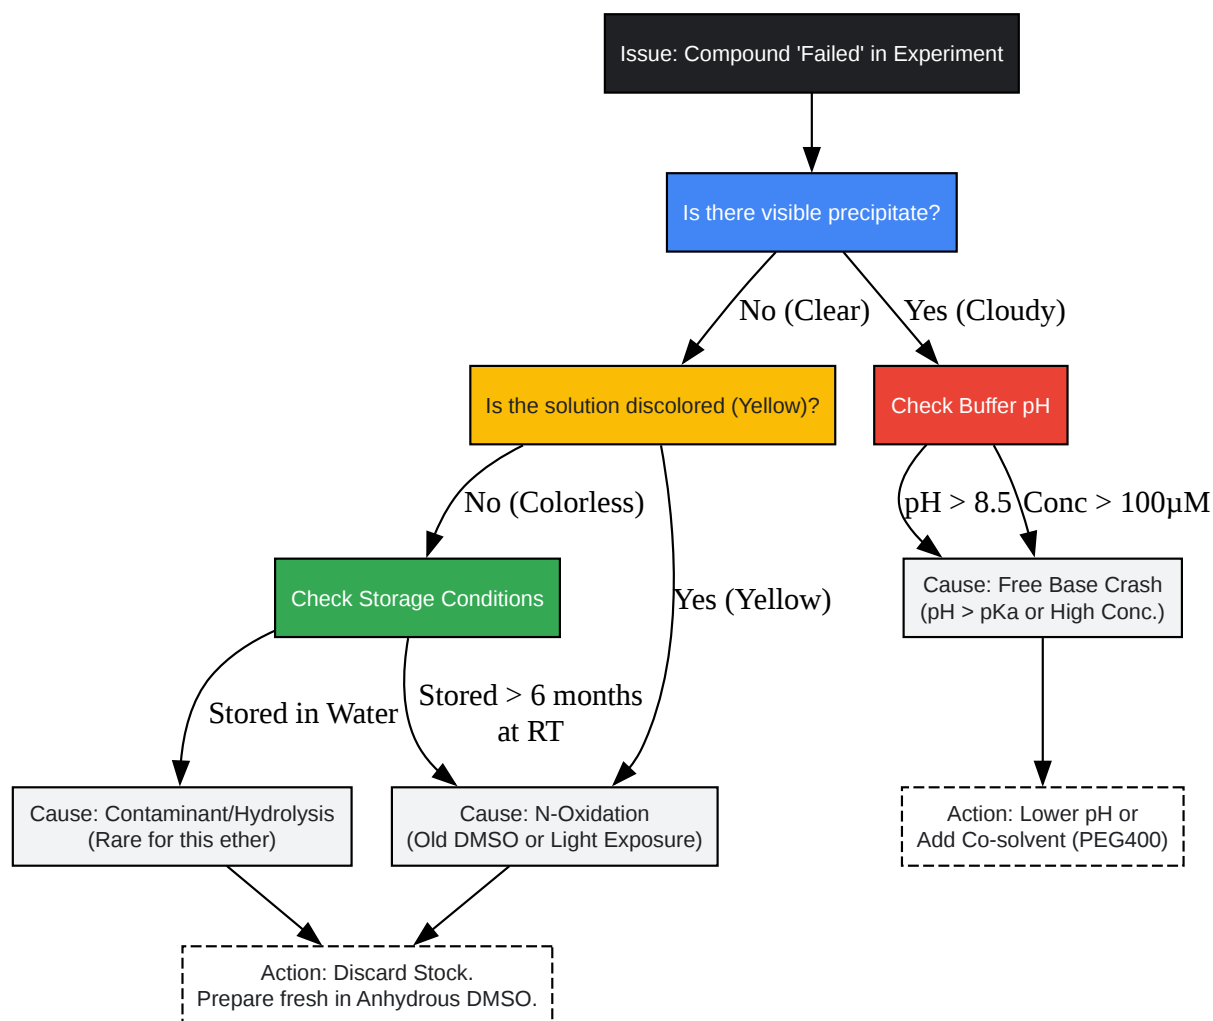 Issue: Compound 'Failed' in Experiment
Is there visible precipitate?
No (Clear)
Yes (Cloudy)
Is the solution discolored (Yellow)?
Check Buffer pH
No (Colorless)
pH > 8.5
Conc > 100µM
Check Storage Conditions
Yes (Yellow)
Cause: Free Base Crash
(pH > pKa or High Conc.)
Stored in Water
Stored > 6 months
at RT
Cause: Contaminant/Hydrolysis
(Rare for this ether)
Cause: N-Oxidation
(Old DMSO or Light Exposure)
Action: Lower pH or
Add Co-solvent (PEG400)
Action: Discard Stock.
Prepare fresh in Anhydrous DMSO.